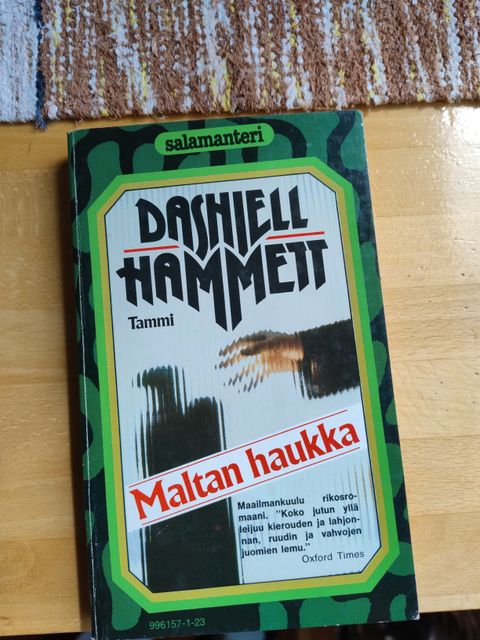 salamanteri
DASHIELL
HAMMETT
Tammi
Maltan haukka
Maailmankuulu rikosro-
maani. "Koko jutun yllä
leijuu kierouden ja lahjon-
nan, ruudin ja vahvojen
juomien lemu."
Oxford Times
996157-1-23